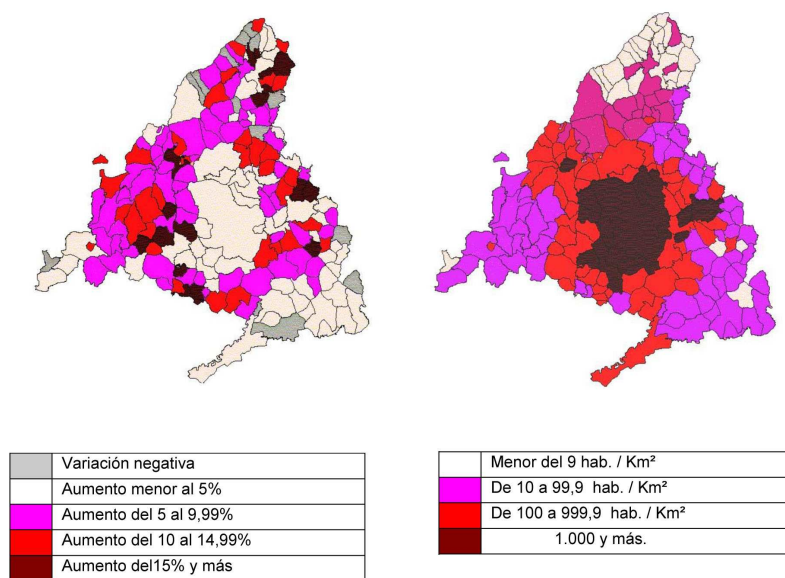 Variación negativa
Aumento menor al 5%
Aumento del 5 al 9,99%
Aumento del 10 al 14,99%
Aumento del15% y más
Menor del 9 hab. / Km²
De 10 a 99,9 hab. / Km²
De 100 a 999,9 hab. / Km²
1.000 y más.